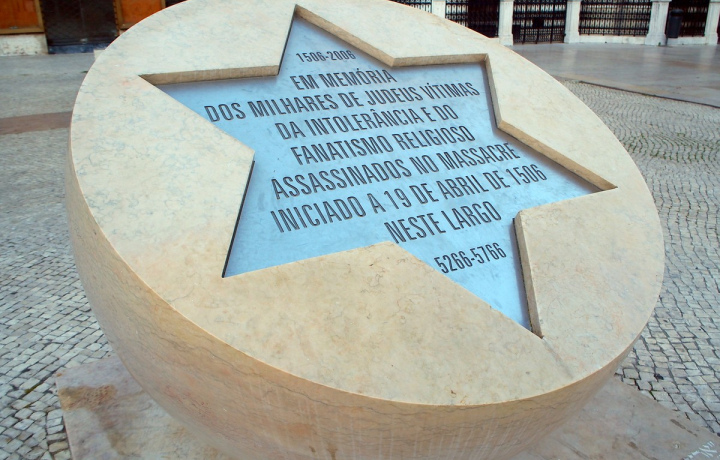 1506-2006
EM MEMÓRIA
DOS MILHARES DE JUDEUS VÍTIMAS
DA INTOLERÂNCIA E DO
FANATISMO RELIGIOSO
ASSASSINADOS NO MASSACRE
INICIADO A 19 DE ABRIL DE 1506
NESTE LARGO
5266-5766